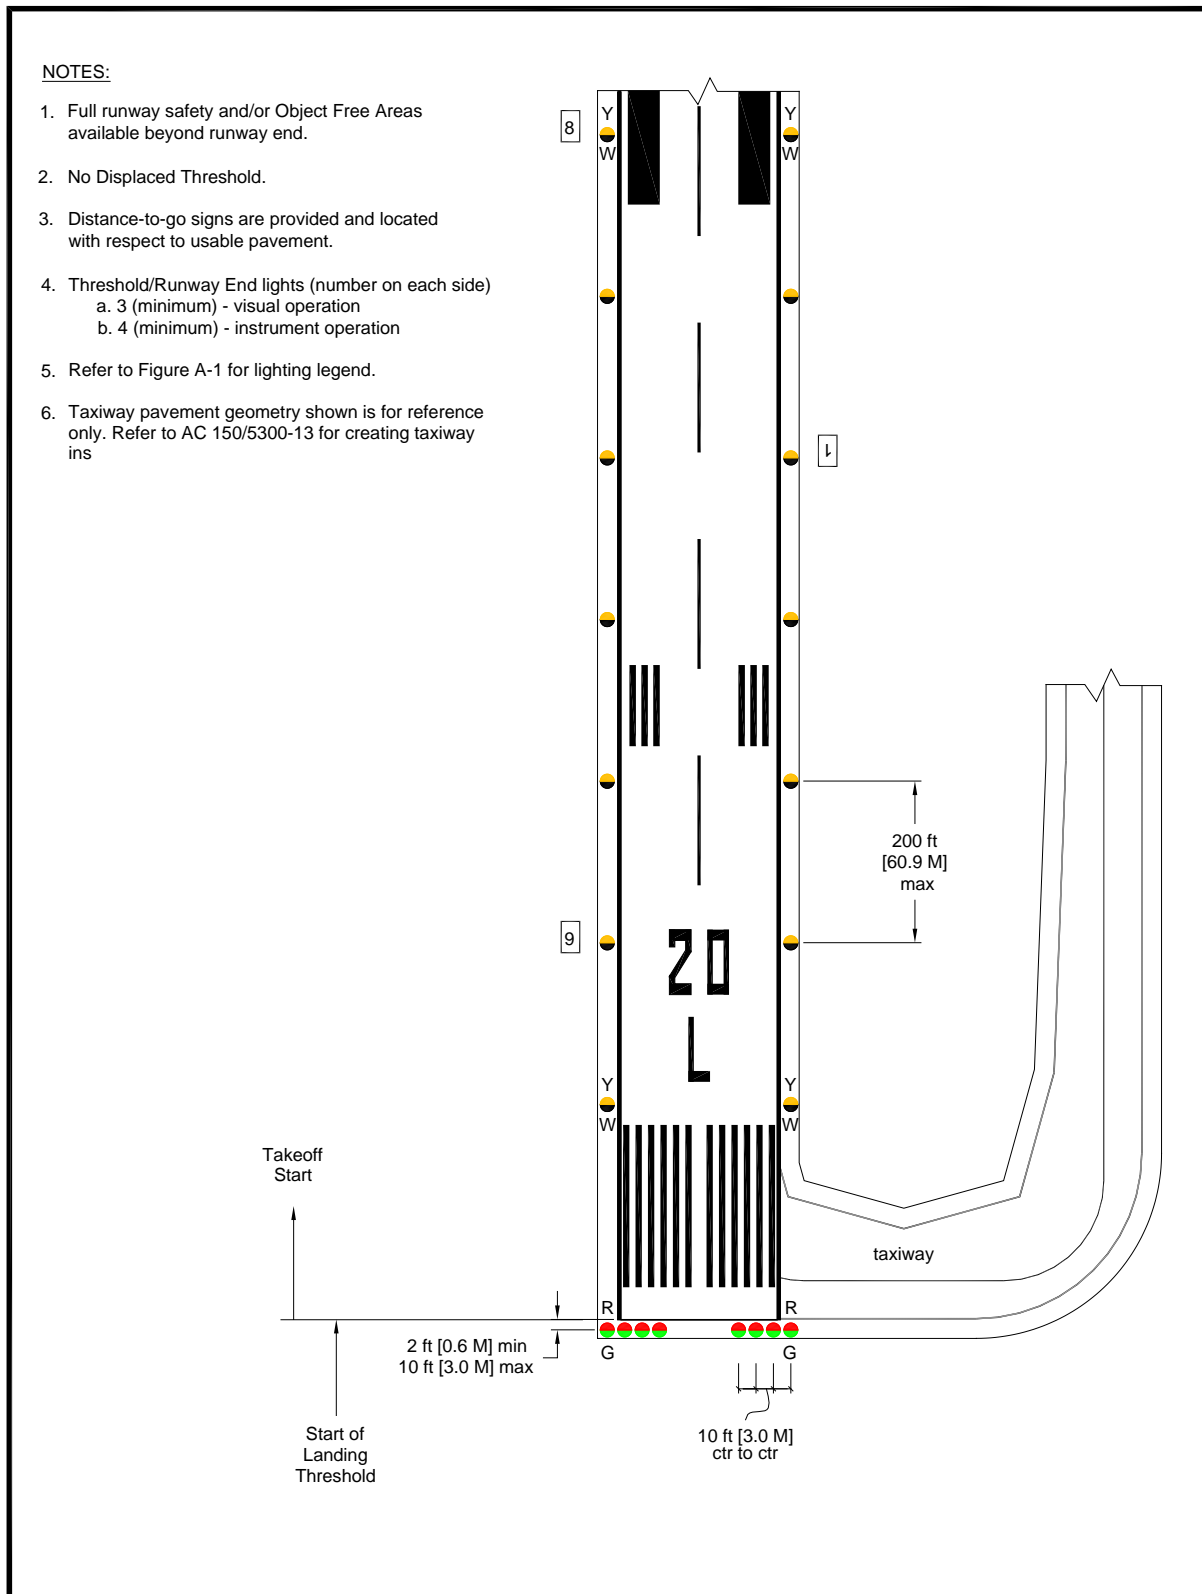 NOTES:
1. Full runway safety and/or Object Free Areas
available beyond runway end.
2. No Displaced Threshold.
3. Distance-to-go signs are provided and located
with respect to usable pavement.
4. Threshold/Runway End lights (number on each side)
a. 3 (minimum) - visual operation
b. 4 (minimum) - instrument operation
5. Refer to Figure A-1 for lighting legend.
6. Taxiway pavement geometry shown is for reference
only. Refer to AC 150/5300-13 for creating taxiway
ins
8
Y
W
Y
W
1
200 ft
[60.9 M]
max
9
20
L
Y
W
Y
W
Takeoff
Start
taxiway
R
G
R
G
2 ft [0.6 M] min
10 ft [3.0 M] max
10 ft [3.0 M]
ctr to ctr
Start of
Landing
Threshold